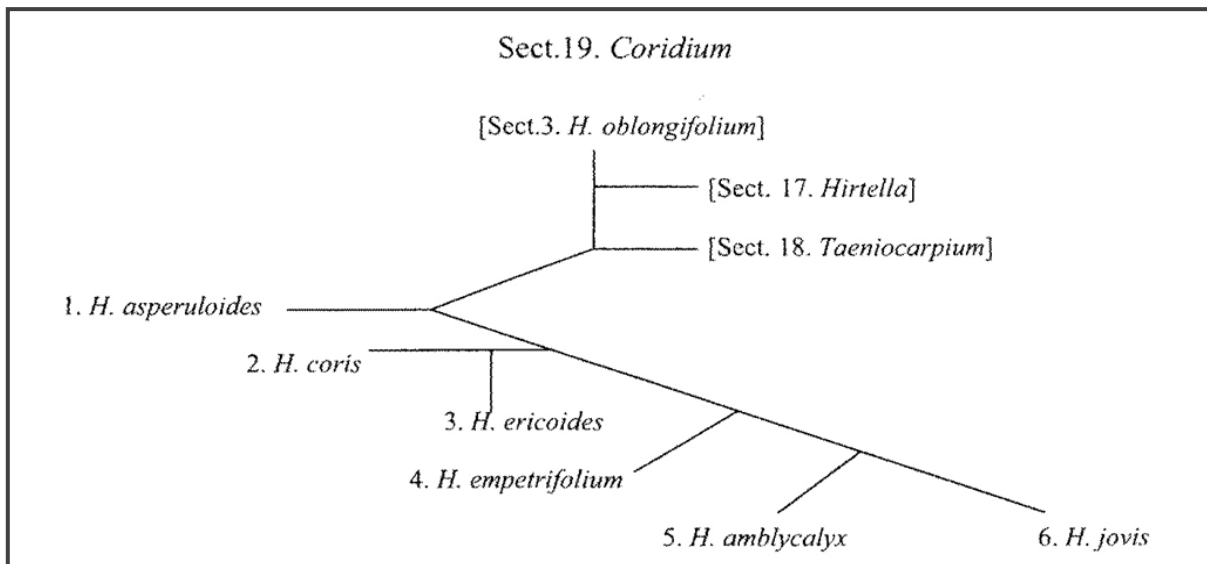 Sect.19. Coridium
[Sect.3. H. oblongifolium]
[Sect. 17. Hirtella]
[Sect. 18. Taeniocarpium]
1. H. asperuloides
2. H. coris
3. H. ericoides
4. H. empetrifolium
5. H. amblycalyx
6. H. jovis